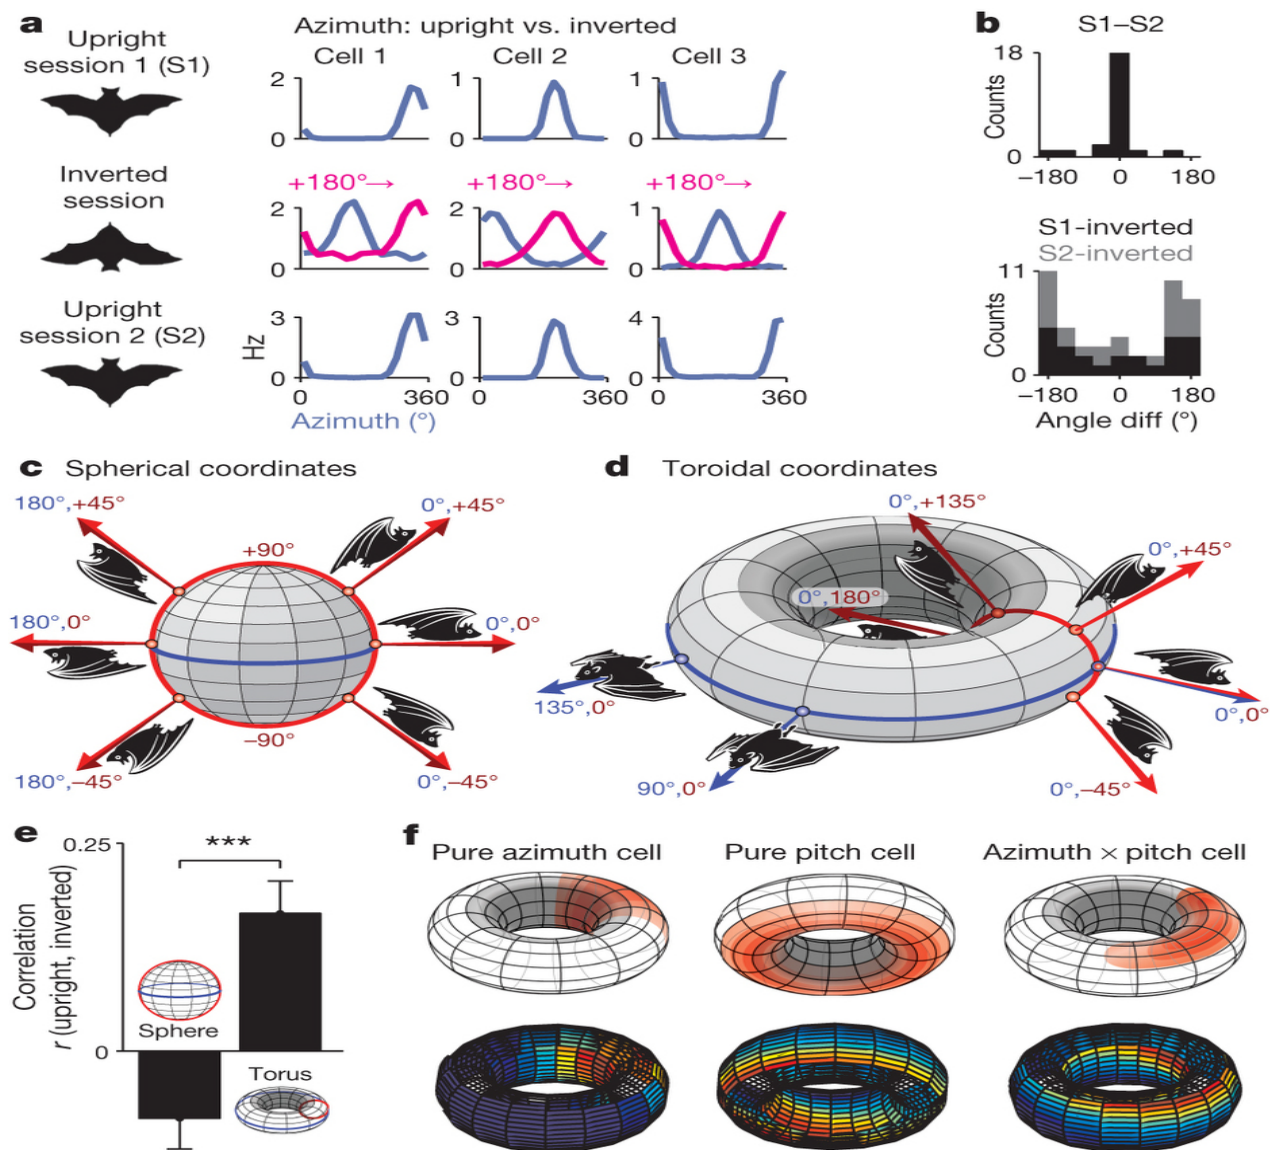 a
Upright
session 1 (S1)
Azimuth: upright vs. inverted
Cell 1
Cell 2
Cell 3
2
0
1
0
1
0
Inverted
session
+180°→
+180°→
+180°→
2
0
2
0
1
0
Upright
session 2 (S2)
Hz
3
0
3
0
4
0
0
360
0
360
0
360
Azimuth (°)
b
S1–S2
Counts
18
0
–180
0
180
S1-inverted
S2-inverted
Counts
11
0
–180
0
180
Angle diff (°)
c Spherical coordinates
180°,+45°
0°,+45°
+90°
180°,0°
0°,0°
–90°
180°,–45°
0°,–45°
d Toroidal coordinates
0°,+135°
0°,+45°
0°,180°
135°,0°
0°,0°
90°,0°
0°,–45°
e
0.25
***
Correlation
r (upright, inverted)
Sphere
0
Torus
f
Pure azimuth cell
Pure pitch cell
Azimuth × pitch cell